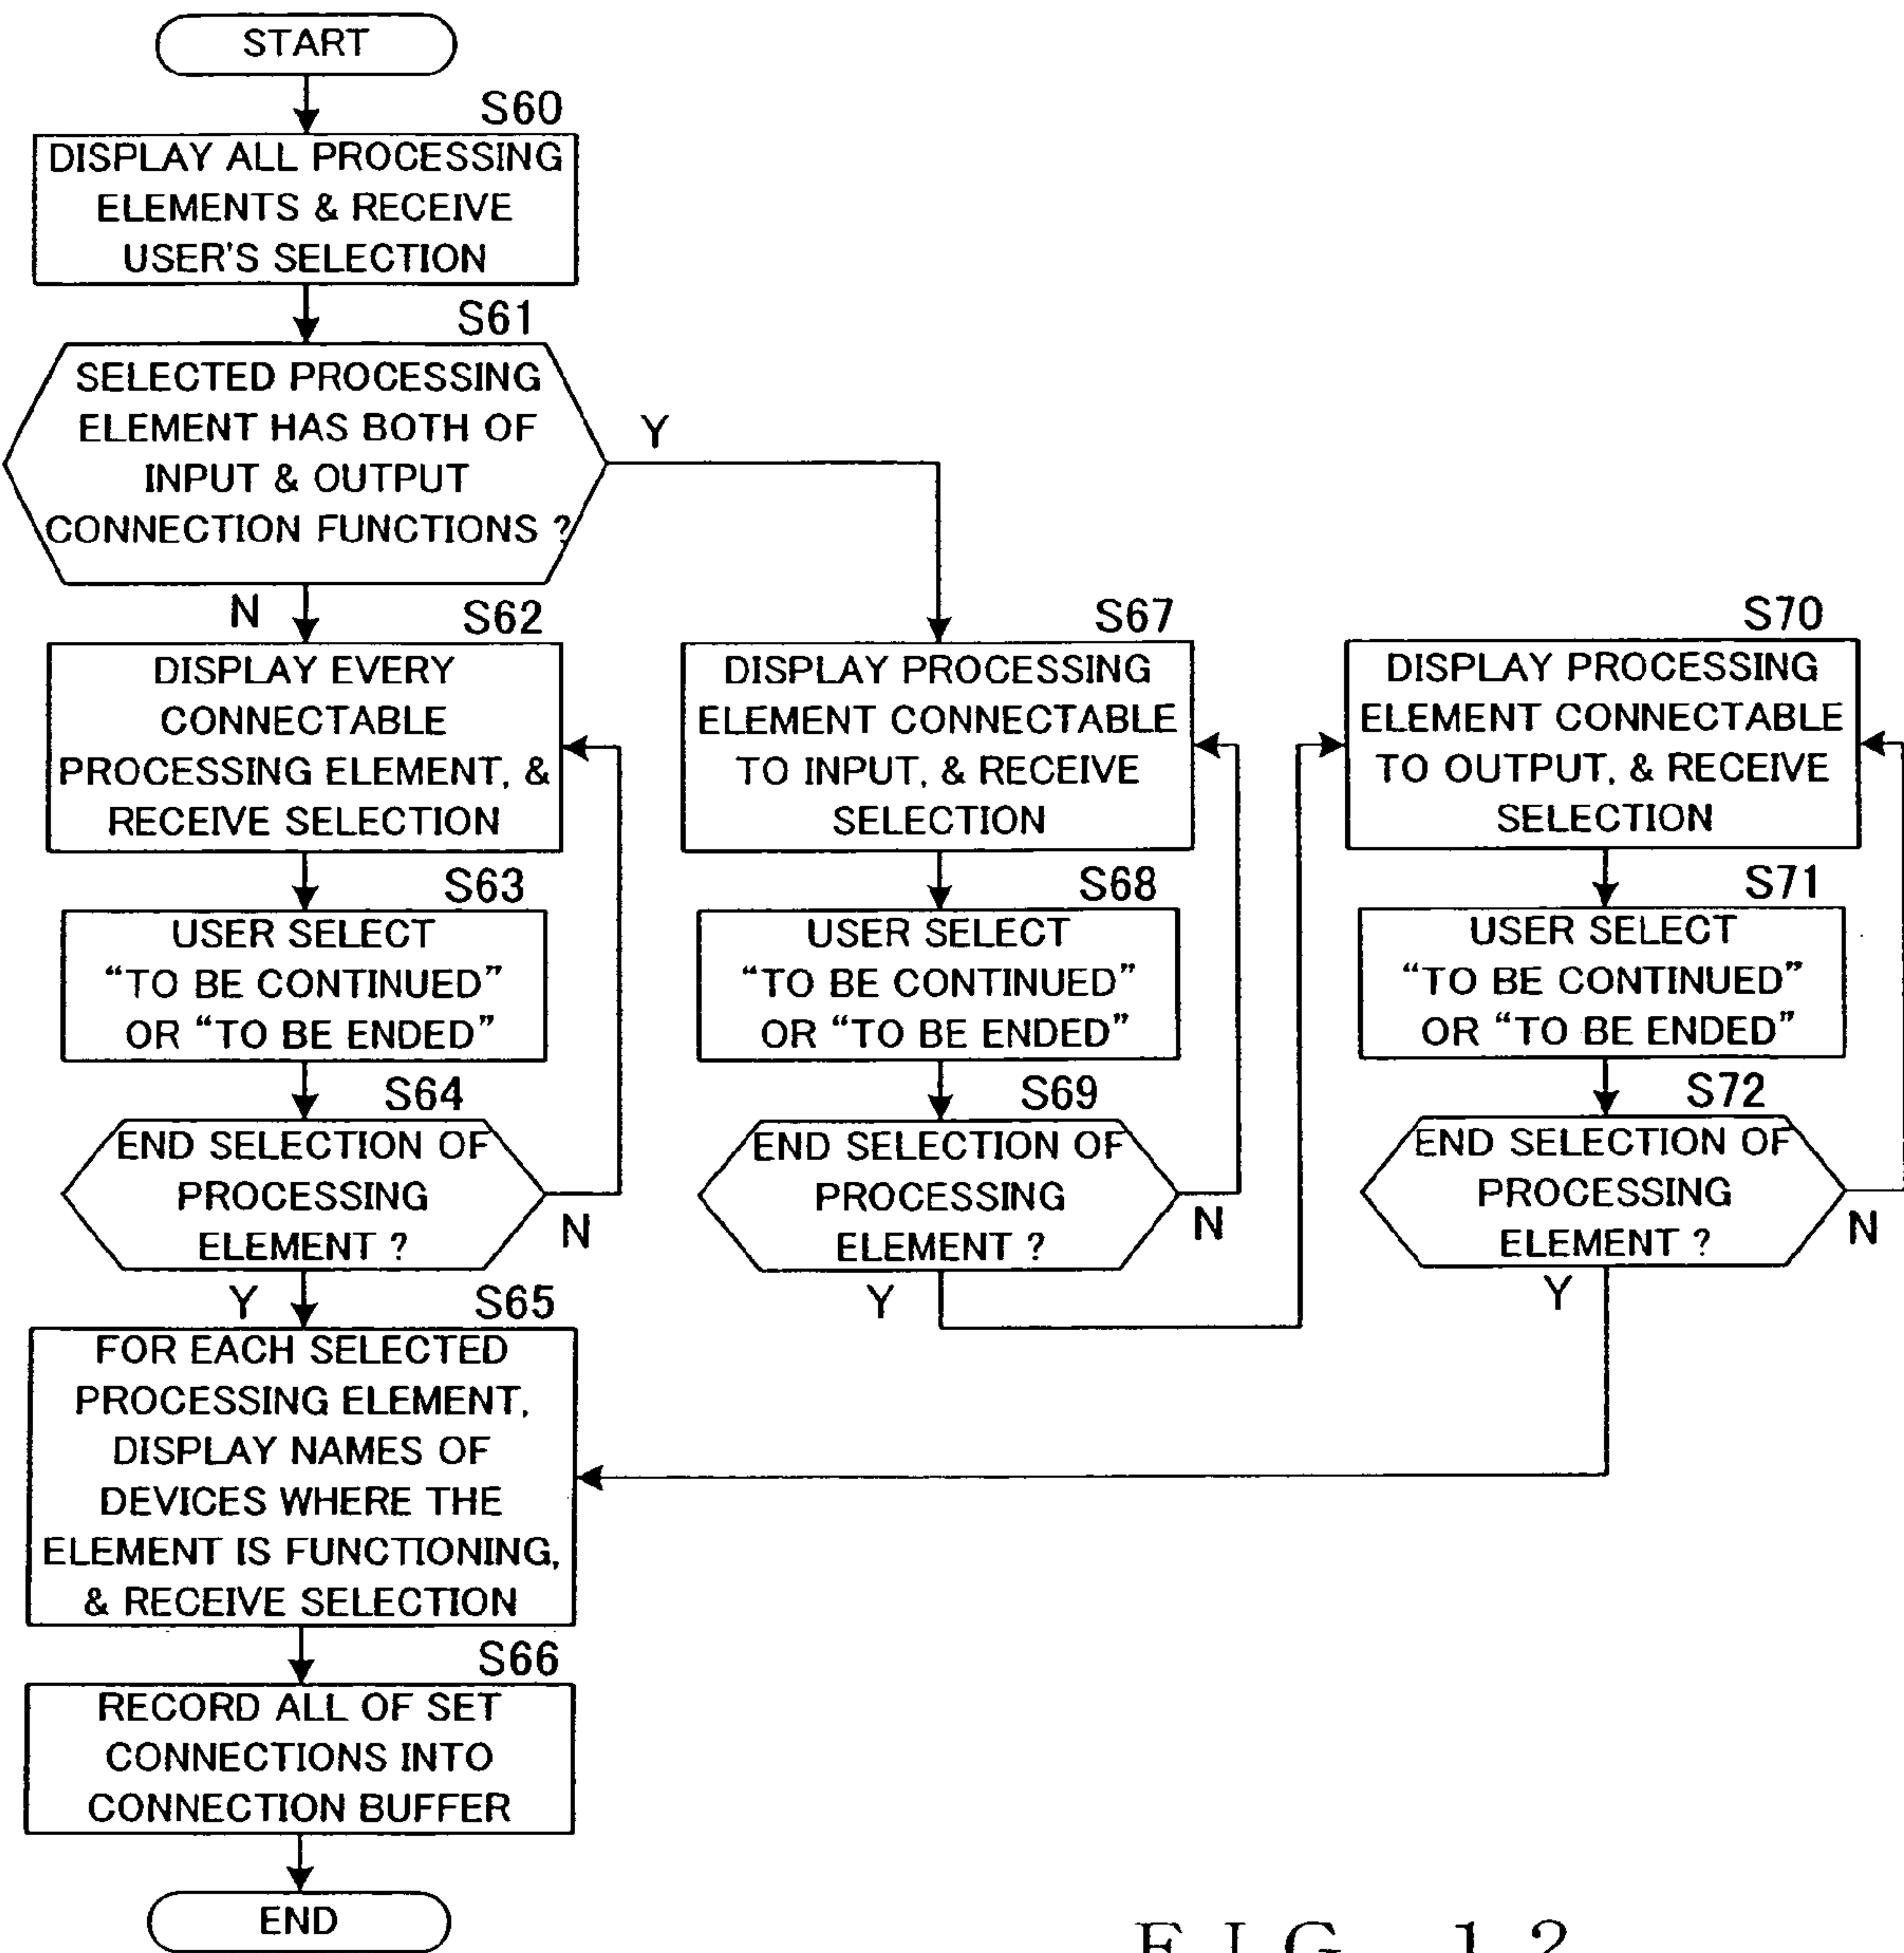 START
S60
DISPLAY ALL PROCESSING
ELEMENTS & RECEIVE
USER'S SELECTION
S61
SELECTED PROCESSING
ELEMENT HAS BOTH OF
INPUT & OUTPUT
CONNECTION FUNCTIONS ?
Y
N
S62
DISPLAY EVERY
CONNECTABLE
PROCESSING ELEMENT, &
RECEIVE SELECTION
S63
USER SELECT
“TO BE CONTINUED”
OR “TO BE ENDED”
S64
END SELECTION OF
PROCESSING
ELEMENT ?
N
Y
S65
FOR EACH SELECTED
PROCESSING ELEMENT,
DISPLAY NAMES OF
DEVICES WHERE THE
ELEMENT IS FUNCTIONING,
& RECEIVE SELECTION
S66
RECORD ALL OF SET
CONNECTIONS INTO
CONNECTION BUFFER
END
S67
DISPLAY PROCESSING
ELEMENT CONNECTABLE
TO INPUT, & RECEIVE
SELECTION
S68
USER SELECT
“TO BE CONTINUED”
OR “TO BE ENDED”
S69
END SELECTION OF
PROCESSING
ELEMENT ?
N
Y
S70
DISPLAY PROCESSING
ELEMENT CONNECTABLE
TO OUTPUT, & RECEIVE
SELECTION
S71
USER SELECT
“TO BE CONTINUED”
OR “TO BE ENDED”
S72
END SELECTION OF
PROCESSING
ELEMENT ?
N
Y
FIG. 12